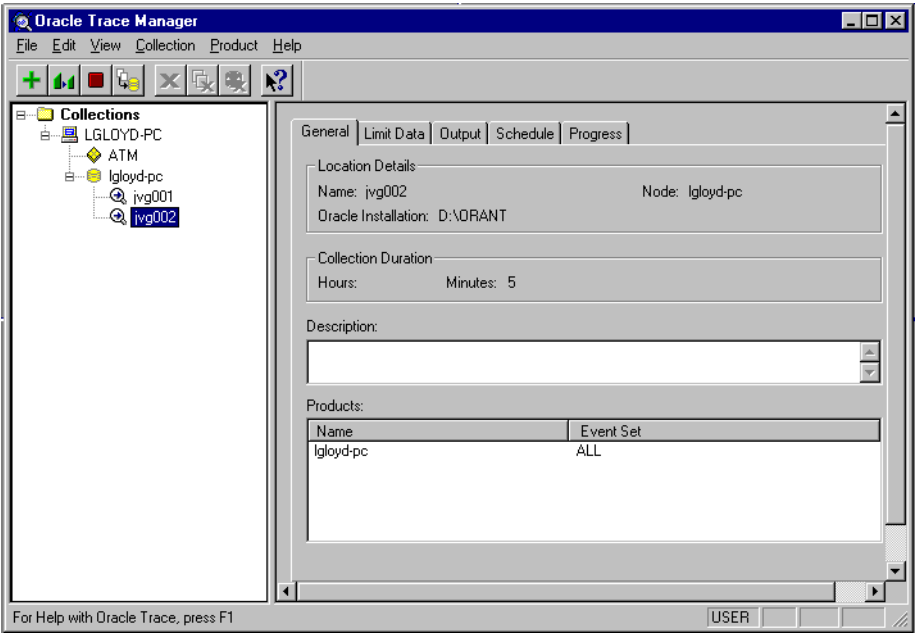 Oracle Trace Manager
File Edit View Collection Product Help
Collections
LGLOYD-PC
ATM
lgloyd-pc
jvg001
jvg002
General Limit Data Output Schedule Progress
Location Details
Name: jvg002 Node: lgloyd-pc
Oracle Installation: D:\ORANT
Collection Duration
Hours: Minutes: 5
Description:
Products:
Name Event Set
lgloyd-pc ALL
For Help with Oracle Trace, press F1 USER